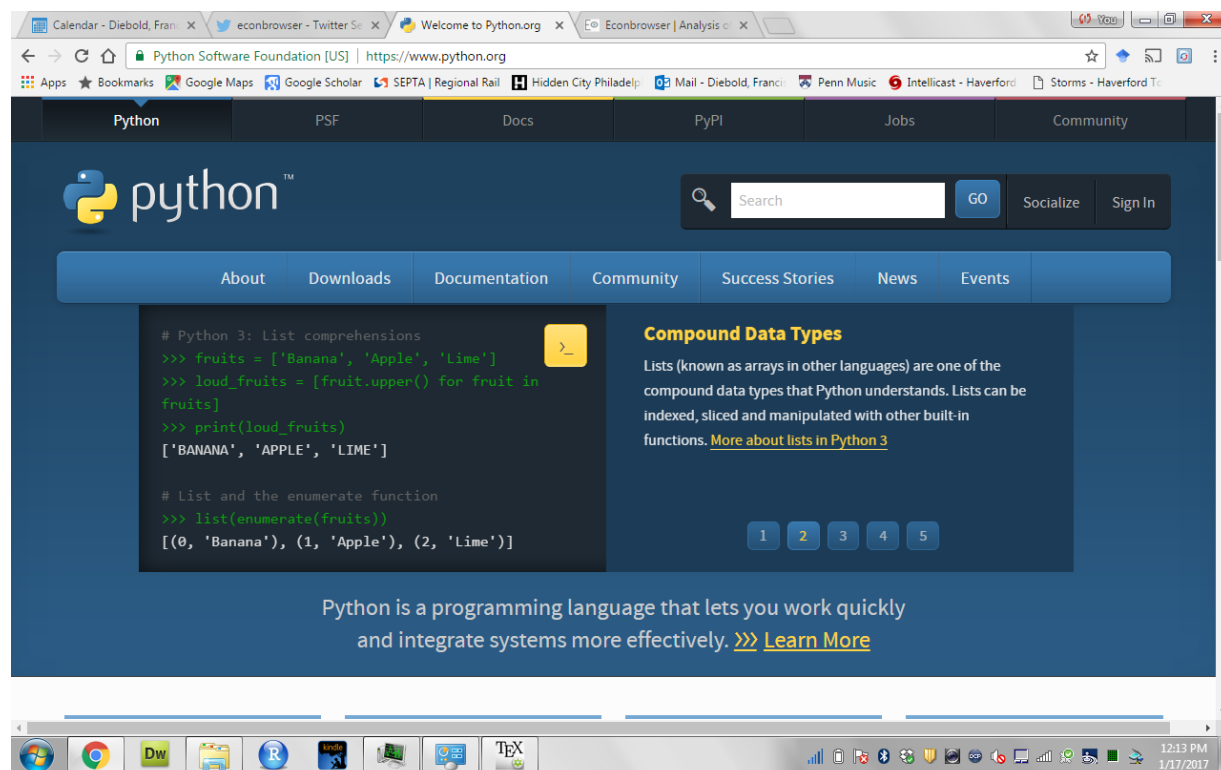 Calendar - Diebold, Fran
econbrowser - Twitter Se
Welcome to Python.org
Econbrowser | Analysis o
You
Python Software Foundation [US] | https://www.python.org
Apps Bookmarks Google Maps Google Scholar SEPTA | Regional Rail Hidden City Philadelp Mail - Diebold, Francis Penn Music Intellicast - Haverford Storms - Haverford To
Python PSF Docs PyPI Jobs Community
python™
Search GO Socialize Sign In
About Downloads Documentation Community Success Stories News Events
# Python 3: List comprehensions
>>> fruits = ['Banana', 'Apple', 'Lime']
>>> loud_fruits = [fruit.upper() for fruit in
fruits]
>>> print(loud_fruits)
['BANANA', 'APPLE', 'LIME']
# List and the enumerate function
>>> list(enumerate(fruits))
[(0, 'Banana'), (1, 'Apple'), (2, 'Lime')]
>_
Compound Data Types
Lists (known as arrays in other languages) are one of the
compound data types that Python understands. Lists can be
indexed, sliced and manipulated with other built-in
functions. More about lists in Python 3
1 2 3 4 5
Python is a programming language that lets you work quickly
and integrate systems more effectively. >>> Learn More
Dw R kindle TEX
12:13 PM
1/17/2017